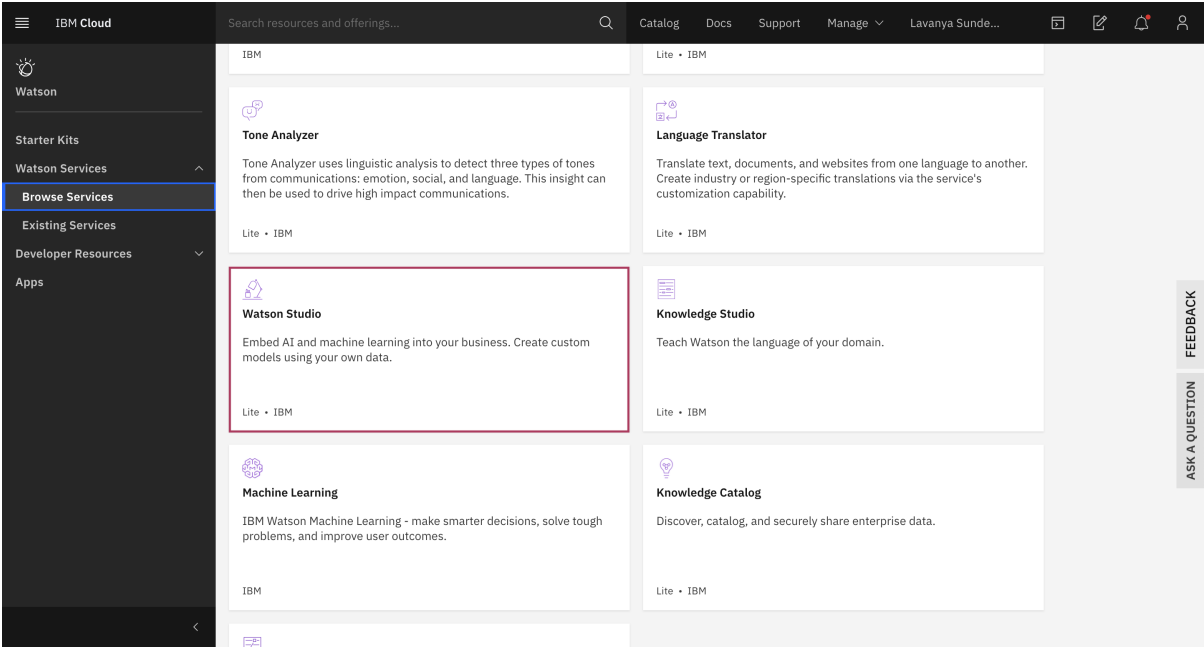 IBM Cloud
Search resources and offerings...
Catalog
Docs
Support
Manage
Lavanya Sunde...
Watson
Starter Kits
Watson Services
Browse Services
Existing Services
Developer Resources
Apps
IBM
Lite • IBM
Tone Analyzer
Tone Analyzer uses linguistic analysis to detect three types of tones
from communications: emotion, social, and language. This insight can
then be used to drive high impact communications.
Lite • IBM
Language Translator
Translate text, documents, and websites from one language to another.
Create industry or region-specific translations via the service's
customization capability.
Lite • IBM
Watson Studio
Embed AI and machine learning into your business. Create custom
models using your own data.
Lite • IBM
Knowledge Studio
Teach Watson the language of your domain.
Lite • IBM
Machine Learning
IBM Watson Machine Learning - make smarter decisions, solve tough
problems, and improve user outcomes.
IBM
Knowledge Catalog
Discover, catalog, and securely share enterprise data.
Lite • IBM
FEEDBACK
ASK A QUESTION